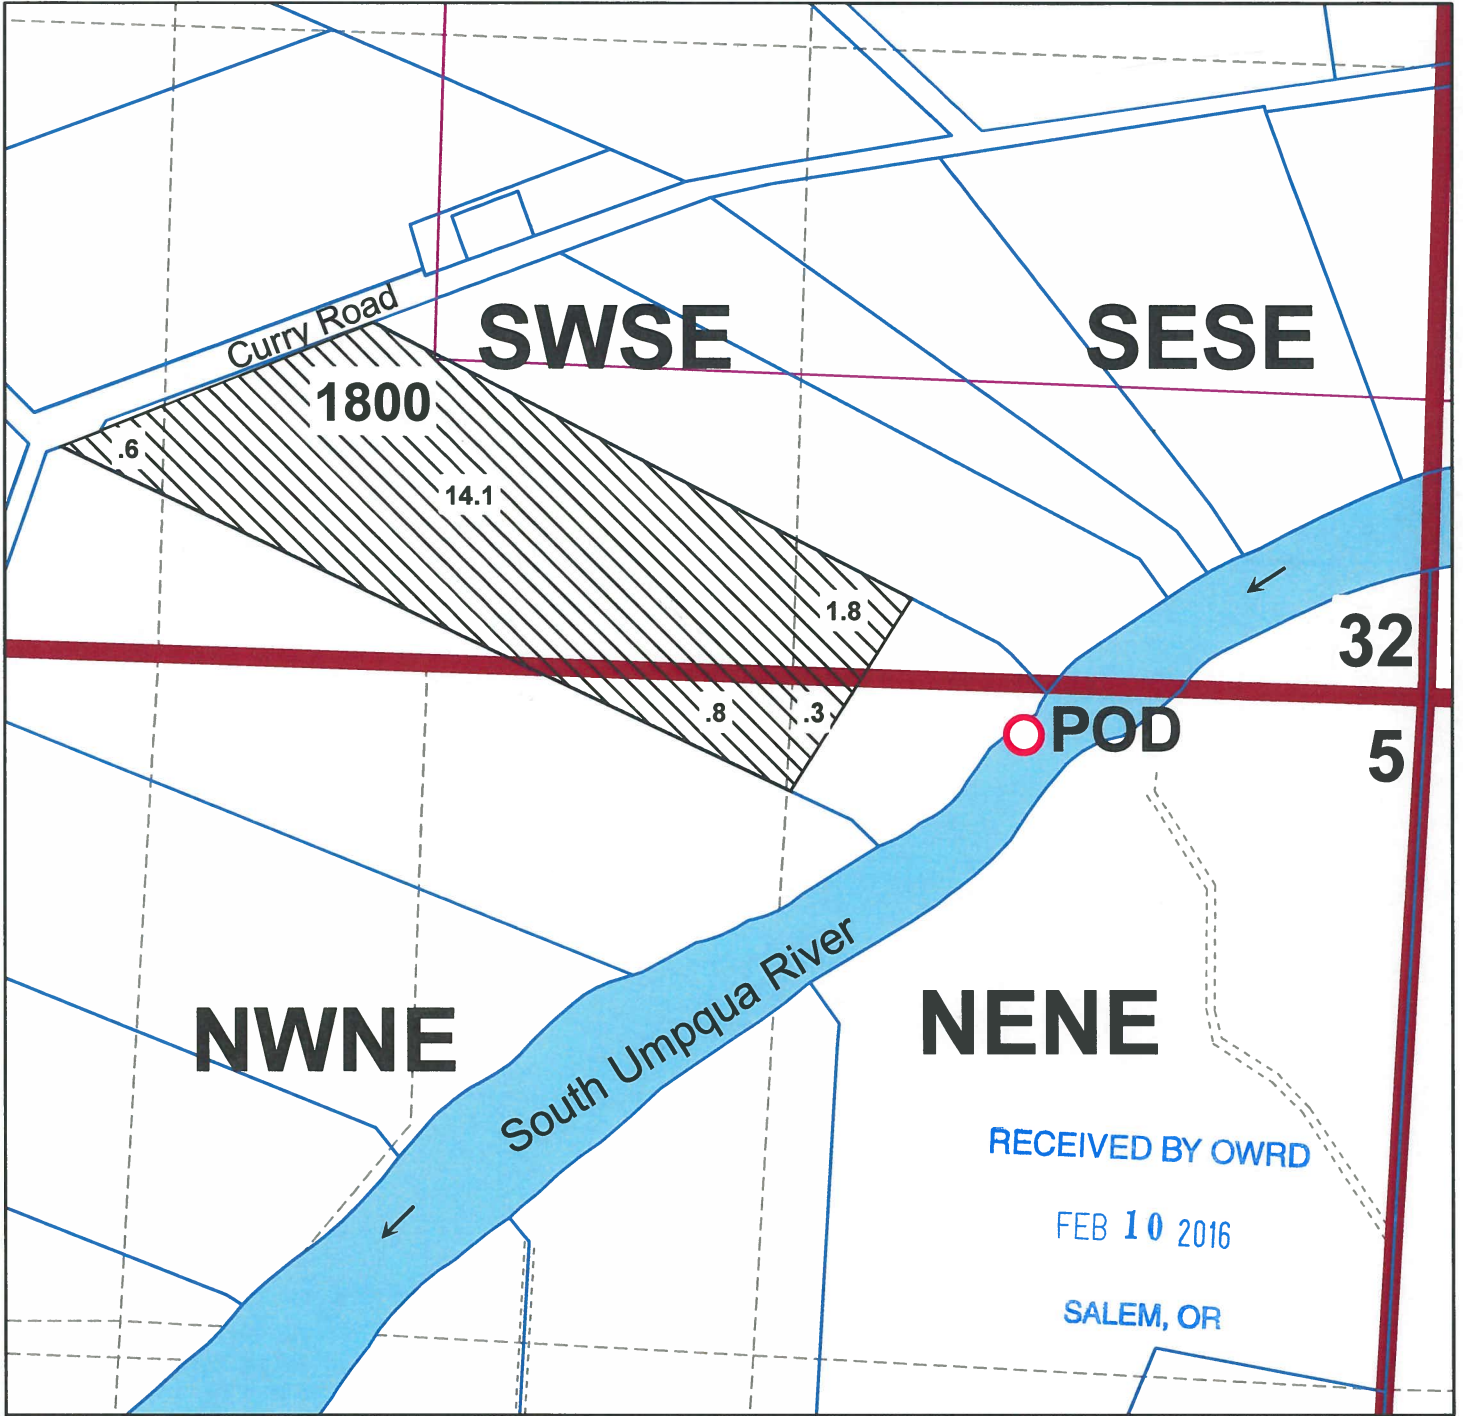 Curry Road
SWSE
SESE
1800
.6
14.1
1.8
32
.8
.3
POD
5
South Umpqua River
NWNE
NENE
RECEIVED BY OWRD
FEB 10 2016
SALEM, OR